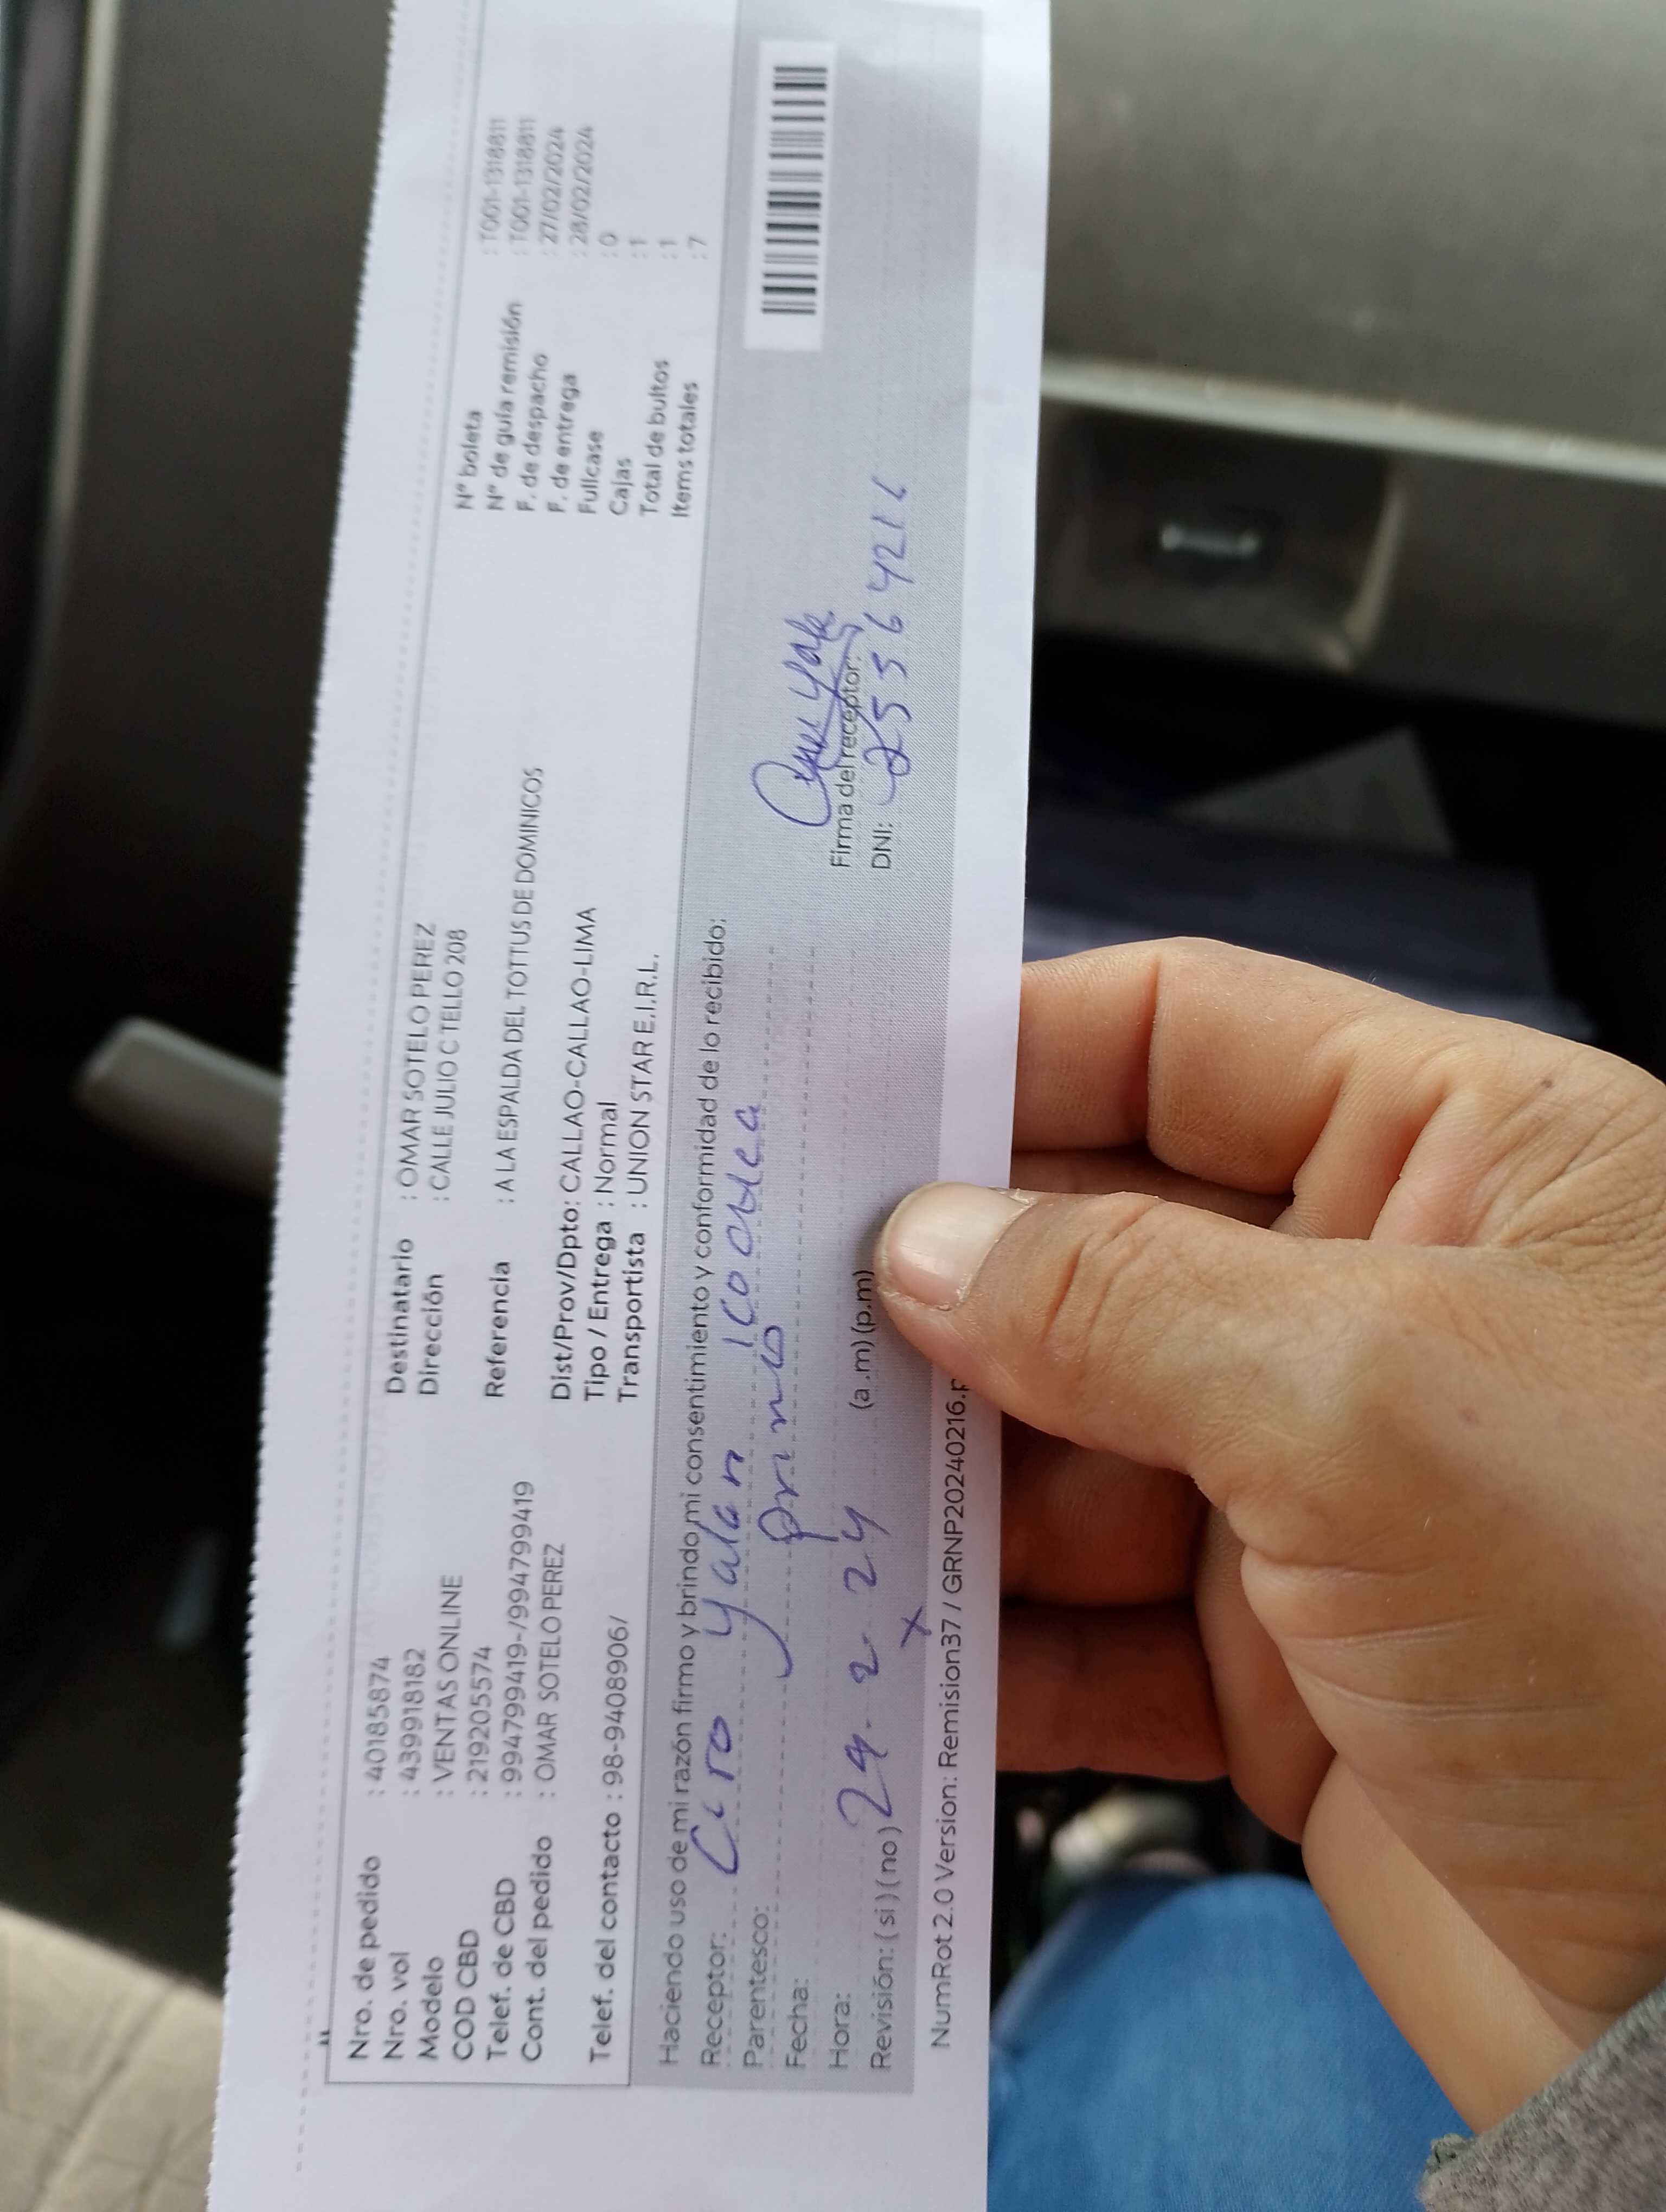 Nro. de pedido : 40185874
Nro. vol : 439918182
Modelo : VENTAS ONLINE
COD CBD : 219205574
Telef. de CBD : 994799419-/994799419
Cont. del pedido : OMAR SOTELO PEREZ
Telef. del contacto : 98-9408906/
Destinatario : OMAR SOTELO PEREZ
Dirección : CALLE JULIO C TELLO 208
Referencia : A LA ESPALDA DEL TOTTUS DE DOMINICOS
Dist/Prov/Dpto: CALLAO-CALLAO-LIMA
Tipo / Entrega : Normal
Transportista : UNION STAR E.I.R.L.
N° boleta : T001-1318811
N° de guía remisión : T001-1318811
F. de despacho : 27/02/2024
F. de entrega : 28/02/2024
Fullcase : 0
Cajas : 1
Total de bultos : 1
Items totales : 7
Haciendo uso de mi razón firmo y brindo mi consentimiento y conformidad de lo recibido:
Receptor: Ciro Yalan
Parentesco: primo
Fecha:
Hora: 29. 2. 24 (a.m)(p.m)
Revisión: ( si ) ( no ) x
Firma del receptor:
DNI: 25564216
NumRot 2.0 Version: Remision37 / GRNP20240216.